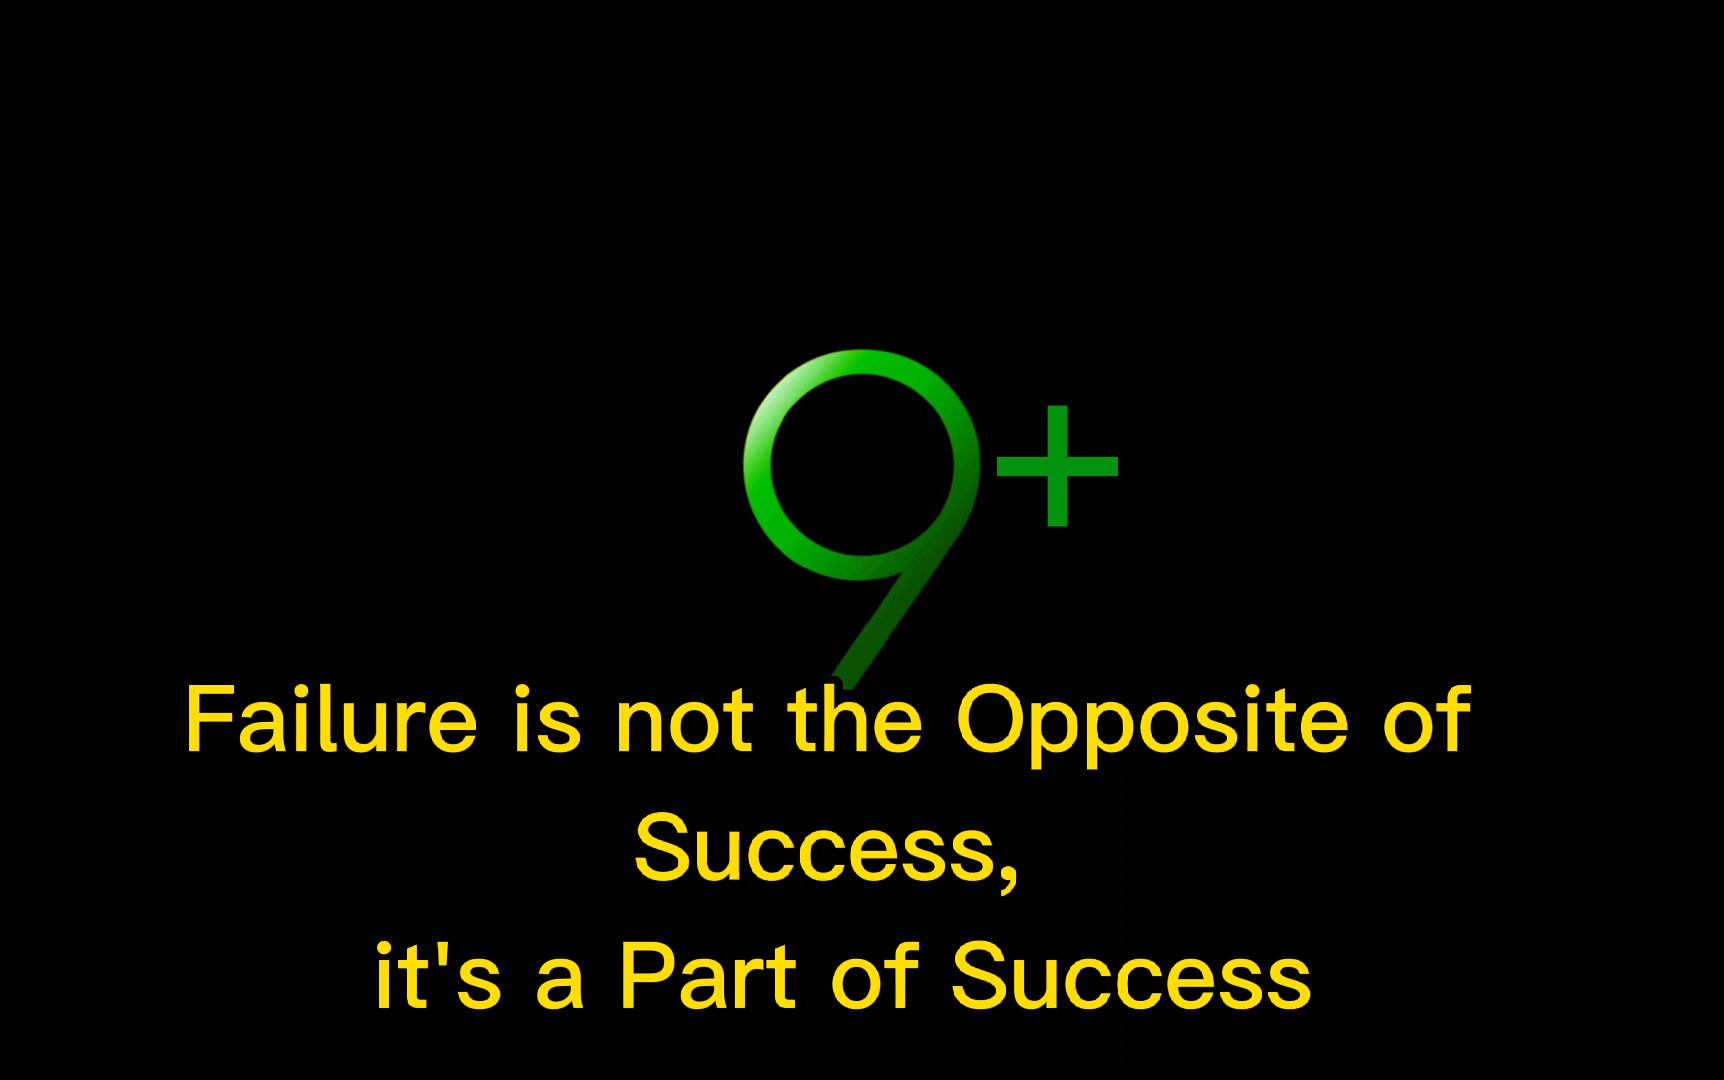 9+
Failure is not the Opposite of
Success,
it's a Part of Success